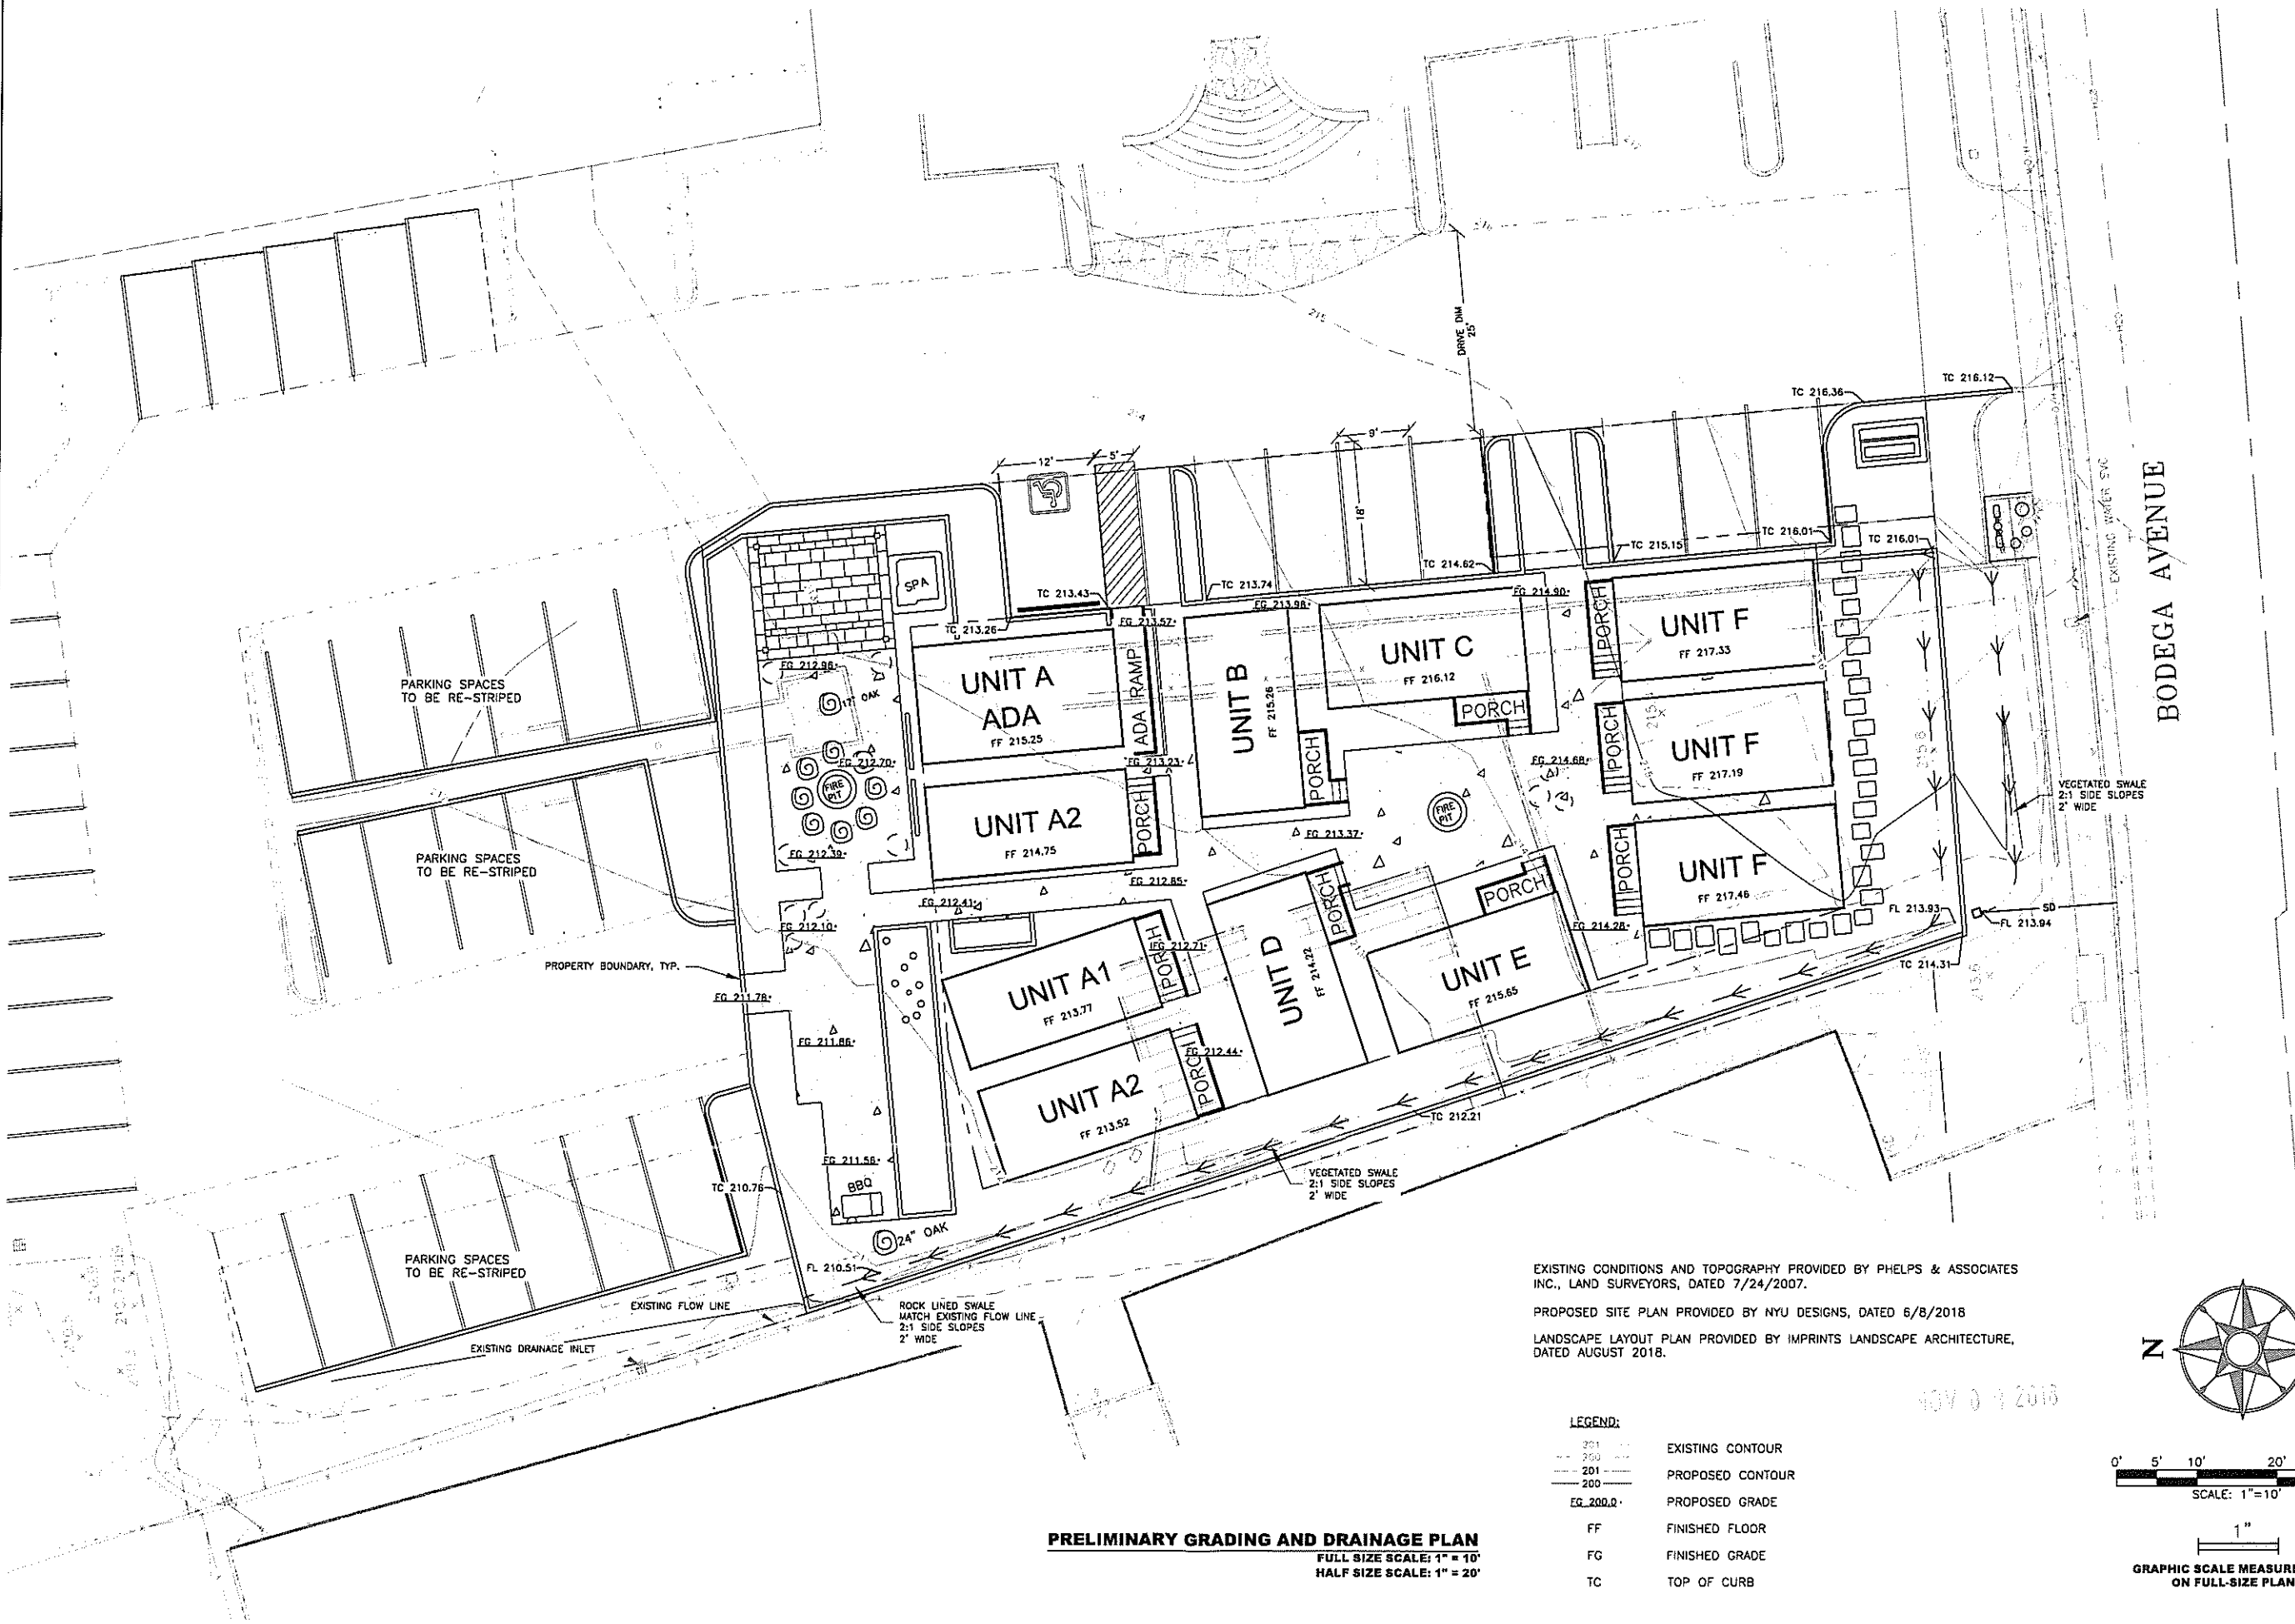 216
215
214
DRIVE DIM
25'
TC 216.12
TC 216.36
12'
5'
9'
18'
TC 216.01
TC 216.01
TC 215.15
TC 214.62
TC 213.74
TC 213.43
TC 213.26
FG 213.57
FG 213.98
FG 214.90
SPA
EXISTING WATER SVC
BODEGA AVENUE
PARKING SPACES
TO BE RE-STRIPED
FG 212.96
17" OAK
FG 212.70
FIRE
PIT
FG 212.39
UNIT A
ADA
FF 215.25
ADA RAMP
UNIT B
FF 215.26
PORCH
UNIT C
FF 216.12
PORCH
PORCH
UNIT F
FF 217.33
PORCH
UNIT F
FF 217.19
PORCH
UNIT F
FF 217.46
FG 213.23
FG 214.68
UNIT A2
FF 214.75
PORCH
FIRE
PIT
FG 213.37
VEGETATED SWALE
2:1 SIDE SLOPES
2' WIDE
PARKING SPACES
TO BE RE-STRIPED
FG 212.85
FG 212.41
FG 212.10
PROPERTY BOUNDARY, TYP.
FG 211.78
FG 211.86
UNIT A1
FF 213.77
PORCH
FG 212.71
UNIT D
FF 214.22
PORCH
UNIT E
FF 215.65
PORCH
FG 214.28
FL 213.93
SD
FL 213.94
TC 214.31
UNIT A2
FF 213.52
PORCH
FG 212.44
TC 212.21
FG 211.56
BBQ
TC 210.76
24" OAK
FL 210.51
VEGETATED SWALE
2:1 SIDE SLOPES
2' WIDE
PARKING SPACES
TO BE RE-STRIPED
EXISTING FLOW LINE
EXISTING DRAINAGE INLET
ROCK LINED SWALE
MATCH EXISTING FLOW LINE
2:1 SIDE SLOPES
2' WIDE
EXISTING CONDITIONS AND TOPOGRAPHY PROVIDED BY PHELPS & ASSOCIATES
INC., LAND SURVEYORS, DATED 7/24/2007.
PROPOSED SITE PLAN PROVIDED BY NYU DESIGNS, DATED 6/8/2018
LANDSCAPE LAYOUT PLAN PROVIDED BY IMPRINTS LANDSCAPE ARCHITECTURE,
DATED AUGUST 2018.
N
LEGEND:
201
200
EXISTING CONTOUR
201
200
PROPOSED CONTOUR
FG 200.0
PROPOSED GRADE
FF
FINISHED FLOOR
FG
FINISHED GRADE
TC
TOP OF CURB
0' 5' 10' 20'
SCALE: 1"=10'
1"
GRAPHIC SCALE
ON FULL-SIZE PLAN
PRELIMINARY GRADING AND DRAINAGE PLAN
FULL SIZE SCALE: 1" = 10'
HALF SIZE SCALE: 1" = 20'